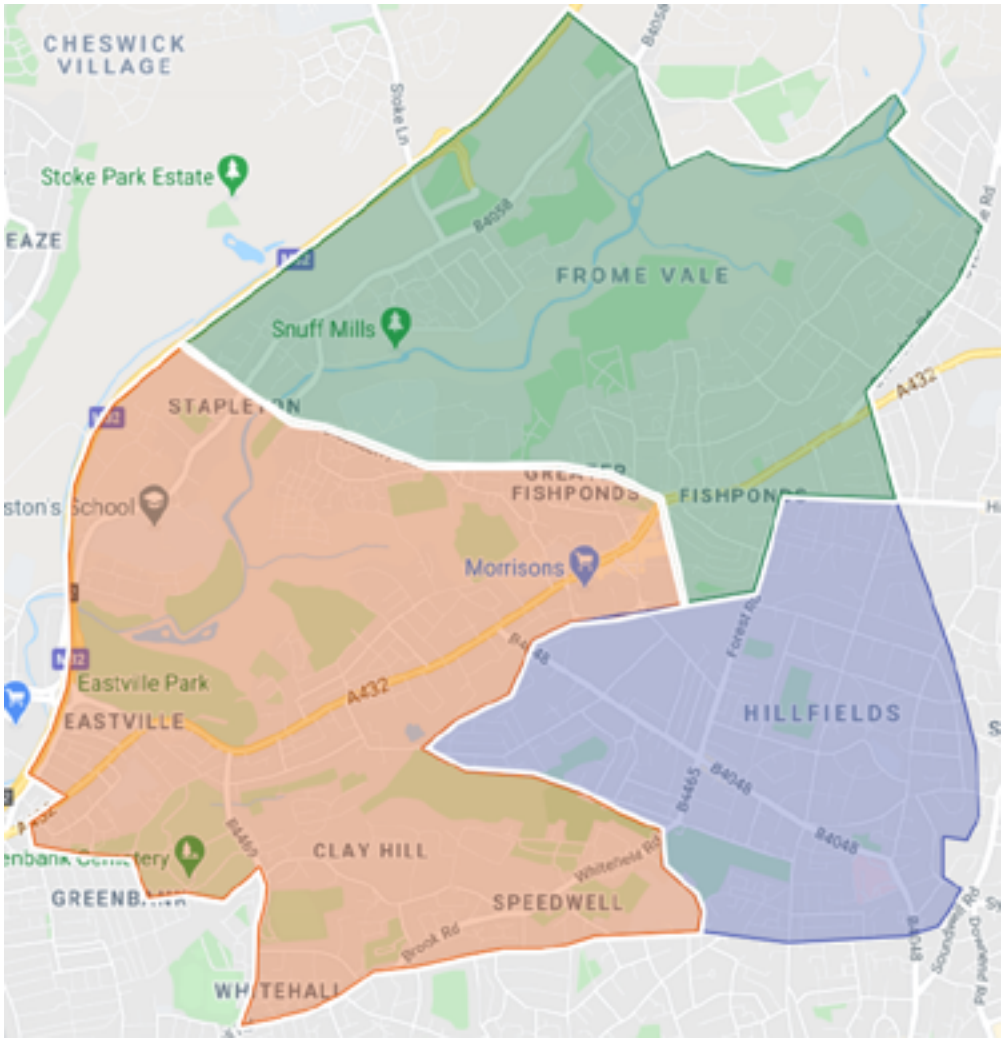 CHESWICK
VILLAGE
B4058
Stoke Ln
Stoke Park Estate
EAZE
B4058
M32
FROME VALE
Snuff Mills
A432
STAPLETON
M32
GREATER
FISHPONDS
FISHPONDS
ston's School
Morrisons
B4048
Forest Rd
M32
Eastville Park
A432
EASTVILLE
HILLFIELDS
B4048
B4465
A432
B4469
B4048
CLAY HILL
enbank Cemetery
Whitefield Rd
GREENBANK
SPEEDWELL
Brook Rd
B4048
Soundwell Rd
Downend Rd
WHITEHALL